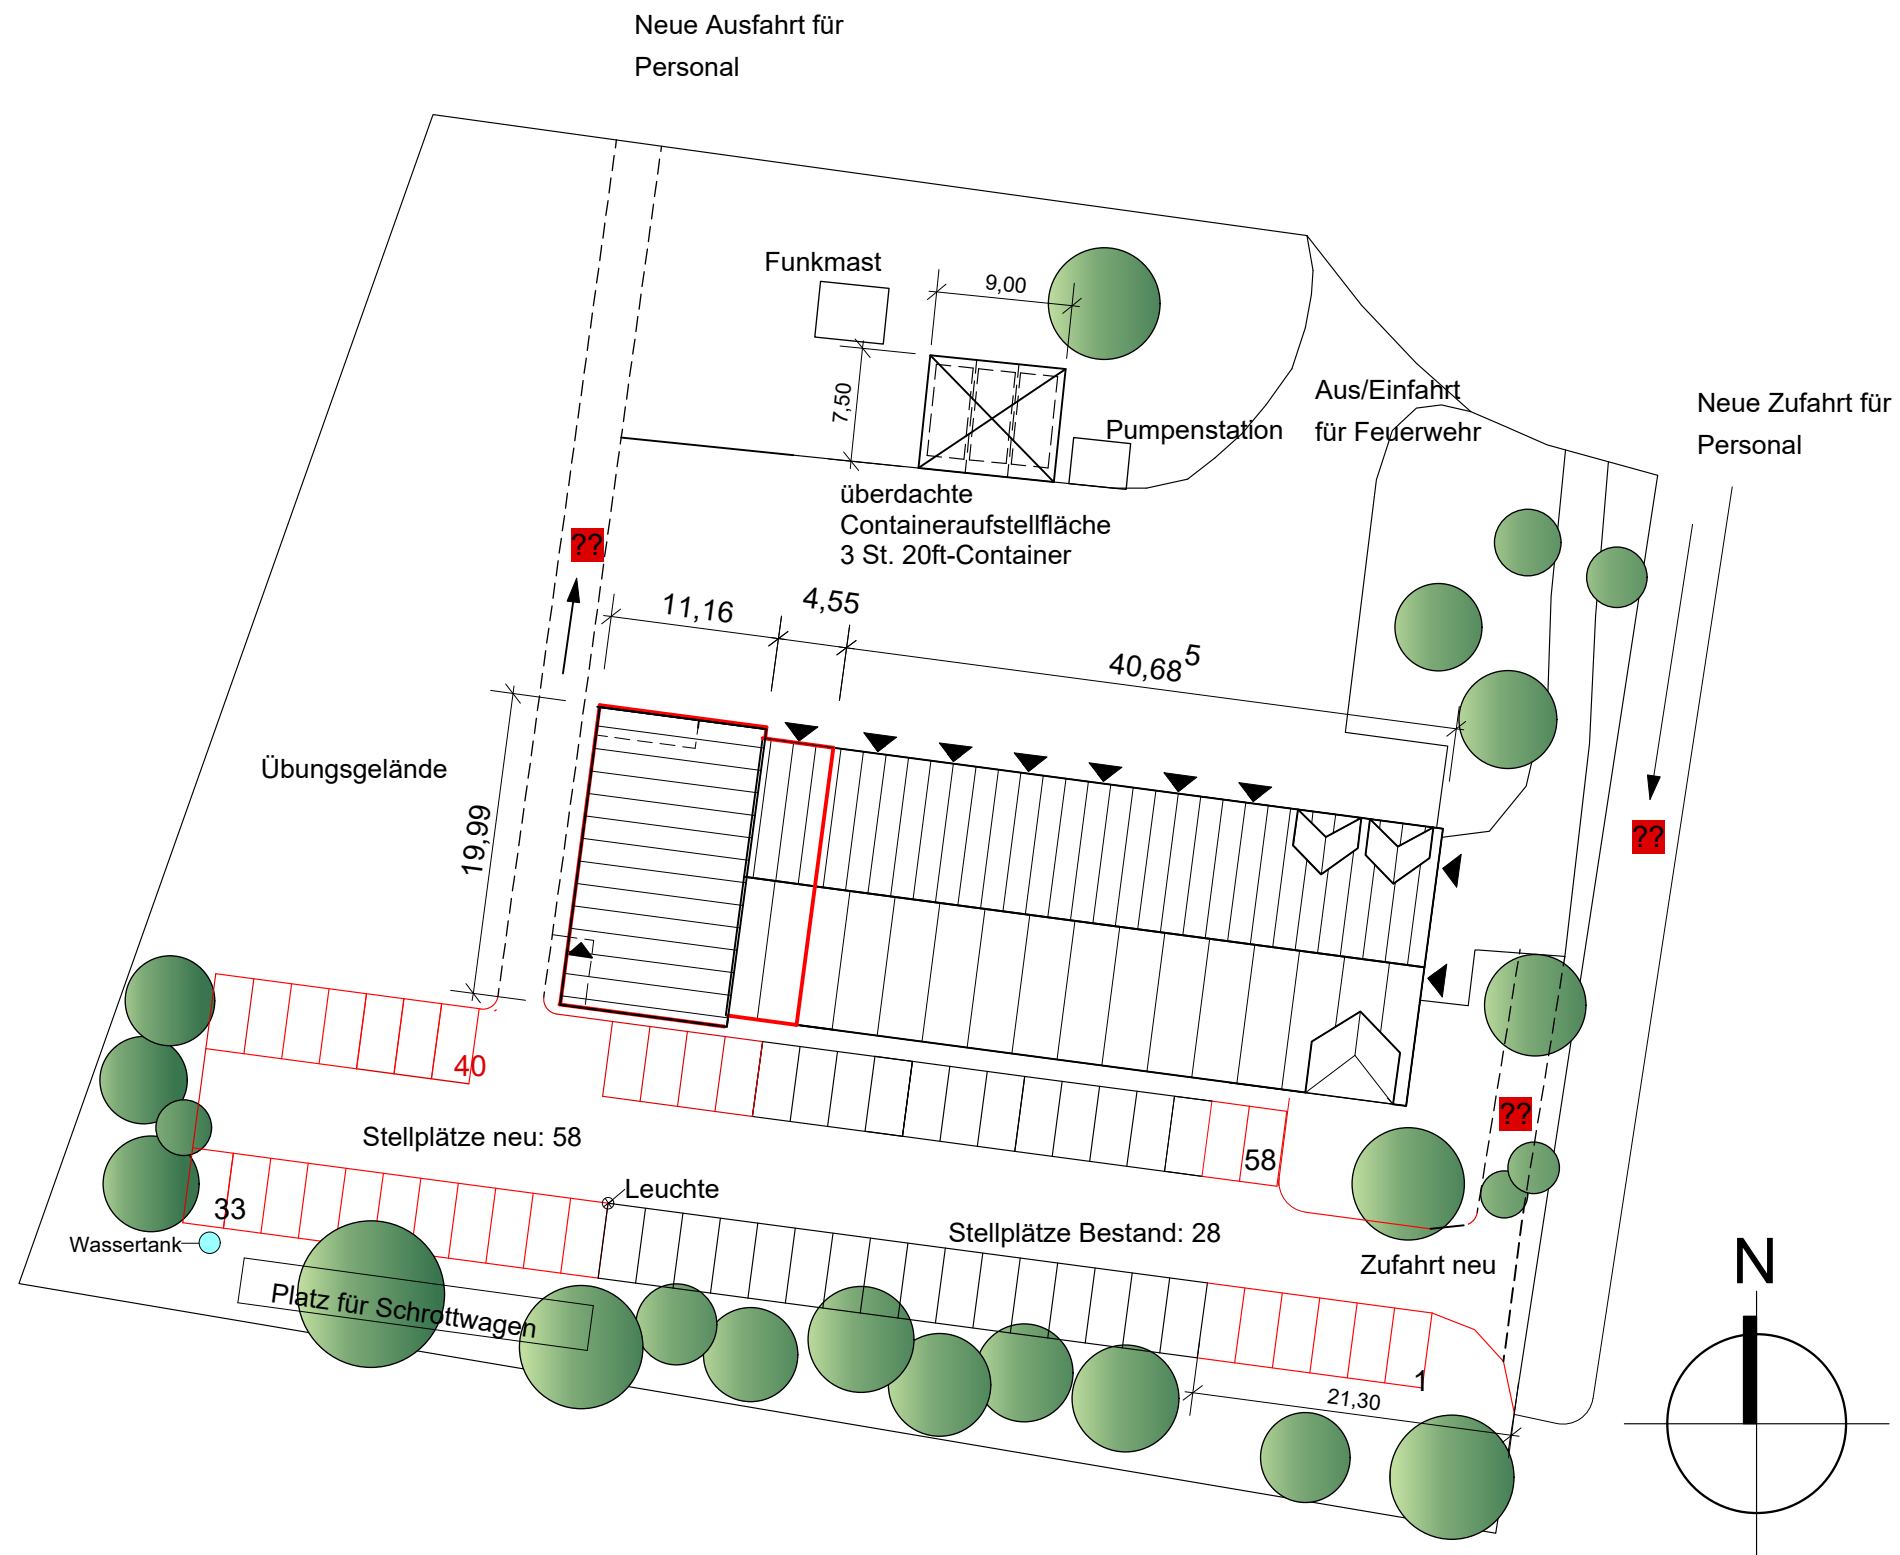 Neue Ausfahrt für
Personal
Funkmast
9,00
7,50
Aus/Einfahrt
für Feuerwehr
Neue Zufahrt für
Personal
Pumpenstation
überdachte
Containeraufstellfläche
3 St. 20ft-Container
??
11,16
4,55
40,68⁵
Übungsgelände
19,99
??
40
58
??
Stellplätze neu: 58
Leuchte
33
Wassertank
Stellplätze Bestand: 28
Zufahrt neu
N
Platz für Schrottwagen
1
21,30